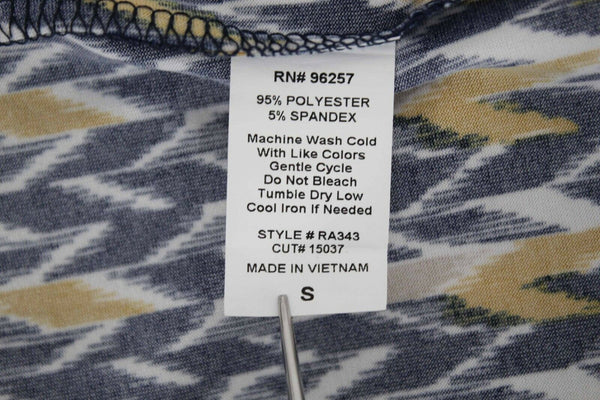 RN# 96257
95% POLYESTER
5% SPANDEX
Machine Wash Cold
With Like Colors
Gentle Cycle
Do Not Bleach
Tumble Dry Low
Cool Iron If Needed
STYLE # RA343
CUT# 15037
MADE IN VIETNAM
S